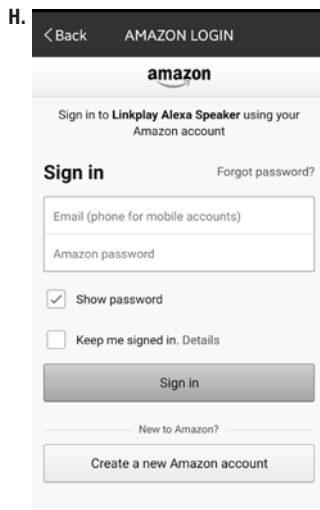 H.
< Back AMAZON LOGIN
amazon
Sign in to Linkplay Alexa Speaker using your
Amazon account
Sign in Forgot password?
Email (phone for mobile accounts)
Amazon password
Show password
Keep me signed in. Details
Sign in
New to Amazon?
Create a new Amazon account